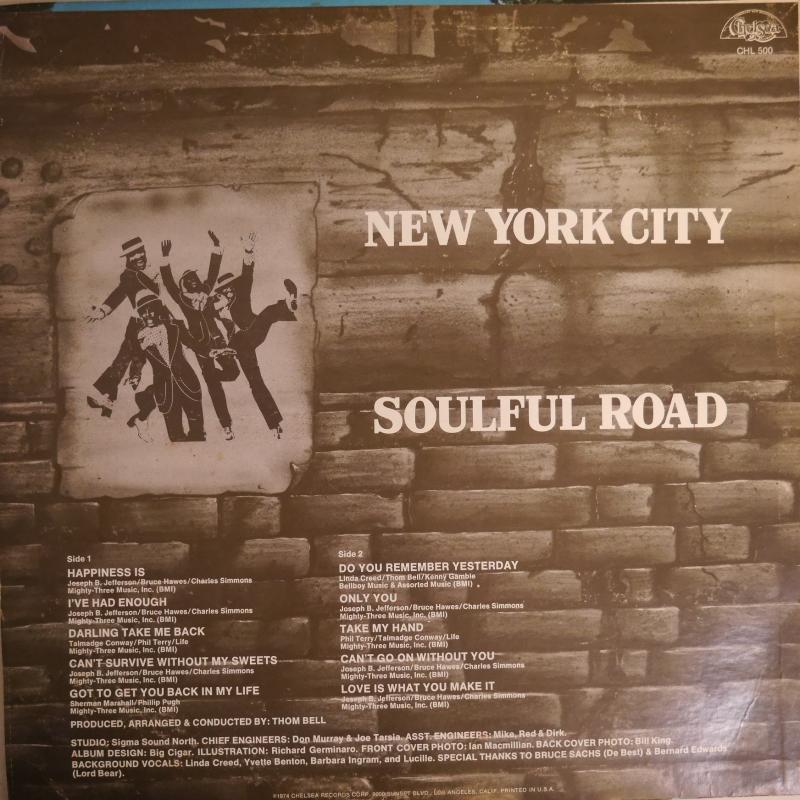 Chelsea
CHL 500
NEW YORK CITY
SOULFUL ROAD
Side 1
HAPPINESS IS
Joseph B. Jefferson/Bruce Hawes/Charles Simmons
Mighty-Three Music, Inc. (BMI)
I'VE HAD ENOUGH
Joseph B. Jefferson/Bruce Hawes/Charles Simmons
Mighty-Three Music, Inc. (BMI)
DARLING TAKE ME BACK
Talmadge Conway/Phil Terry/Life
Mighty-Three Music, Inc. (BMI)
CAN'T SURVIVE WITHOUT MY SWEETS
Joseph B. Jefferson/Bruce Hawes/Charles Simmons
Mighty-Three Music, Inc. (BMI)
GOT TO GET YOU BACK IN MY LIFE
Sherman Marshall/Phillip Pugh
Mighty-Three Music, Inc. (BMI)
Side 2
DO YOU REMEMBER YESTERDAY
Linda Creed/Thom Bell/Kenny Gamble
Bellboy Music & Assorted Music (BMI)
ONLY YOU
Joseph B. Jefferson/Bruce Hawes/Charles Simmons
Mighty-Three Music, Inc. (BMI)
TAKE MY HAND
Phil Terry/Talmadge Conway/Life
Mighty-Three Music, Inc. (BMI)
CAN'T GO ON WITHOUT YOU
Joseph B. Jefferson/Bruce Hawes/Charles Simmons
Mighty-Three Music, Inc. (BMI)
LOVE IS WHAT YOU MAKE IT
Joseph B. Jefferson/Bruce Hawes/Charles Simmons
Mighty-Three Music, Inc. (BMI)
PRODUCED, ARRANGED & CONDUCTED BY: THOM BELL
STUDIO: Sigma Sound North. CHIEF ENGINEERS: Don Murray & Joe Tarsia. ASST. ENGINEERS: Mike, Red & Dirk.
ALBUM DESIGN: Big Cigar. ILLUSTRATION: Richard Germinaro. FRONT COVER PHOTO: Ian Macmillian. BACK COVER PHOTO: Bill King.
BACKGROUND VOCALS: Linda Creed, Yvette Benton, Barbara Ingram, and Lucille. SPECIAL THANKS TO BRUCE SACHS (De Best) & Bernard Edwards
(Lord Bear).
©1974 CHELSEA RECORDS CORP. 9000 SUNSET BLVD., LOS ANGELES, CALIF. PRINTED IN U.S.A.